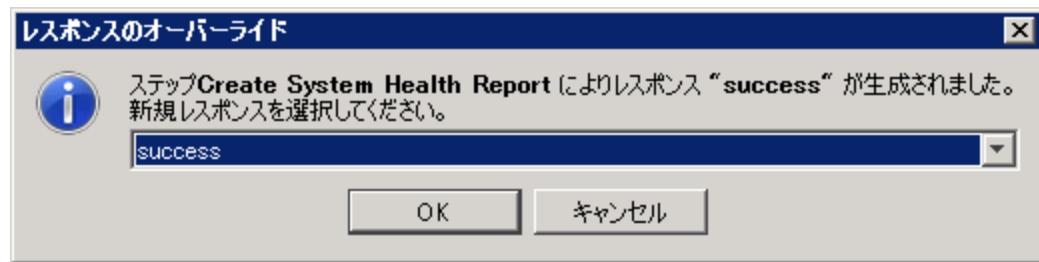 レスポンスのオーバーライド
ステップCreate System Health Report によりレスポンス “success” が生成されました。
新規レスポンスを選択してください。
success
OK キャンセル